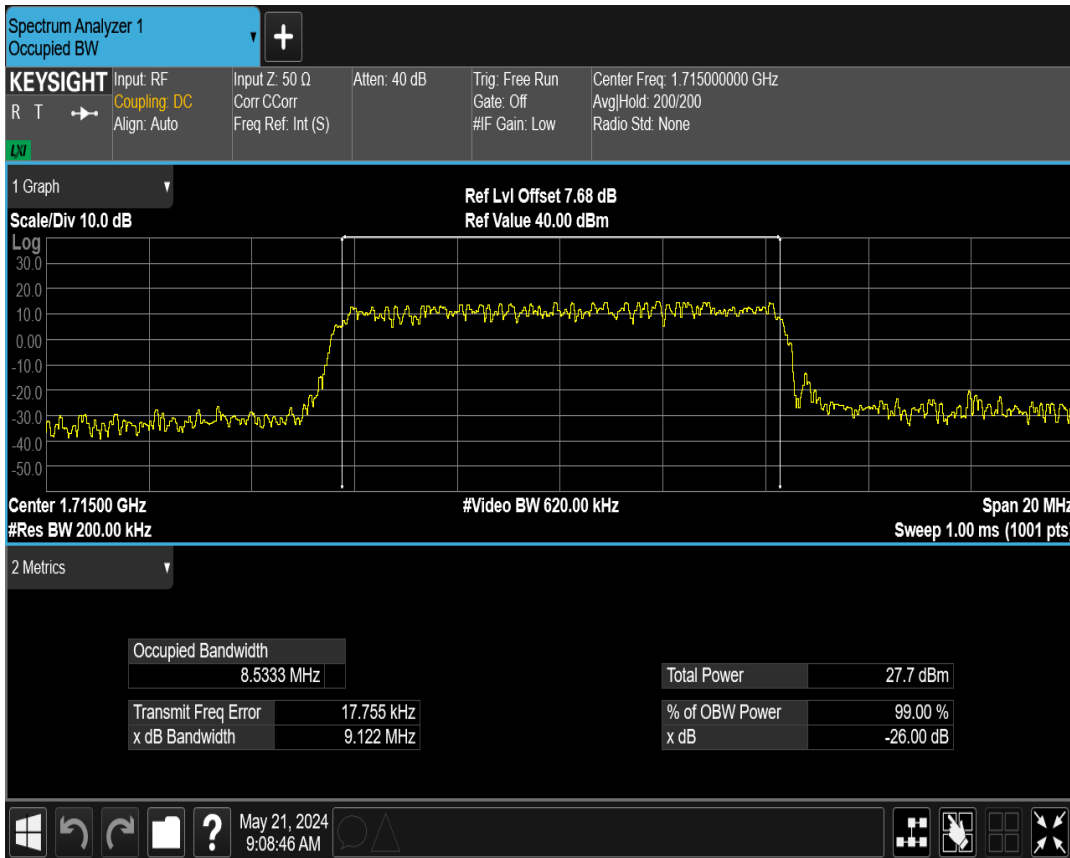 Spectrum Analyzer 1
Occupied BW
+
KEYSIGHT
R T
LXI
Input: RF
Coupling: DC
Align: Auto
Input Z: 50 Ω
Corr CCorr
Freq Ref: Int (S)
Atten: 40 dB
Trig: Free Run
Gate: Off
#IF Gain: Low
Center Freq: 1.715000000 GHz
Avg|Hold: 200/200
Radio Std: None
1 Graph
Scale/Div 10.0 dB
Ref Lvl Offset 7.68 dB
Ref Value 40.00 dBm
Log
30.0
20.0
10.0
0.00
-10.0
-20.0
-30.0
-40.0
-50.0
Center 1.71500 GHz
#Res BW 200.00 kHz
#Video BW 620.00 kHz
Span 20 MHz
Sweep 1.00 ms (1001 pts)
2 Metrics
Occupied Bandwidth
8.5333 MHz
Transmit Freq Error 17.755 kHz
x dB Bandwidth 9.122 MHz
Total Power 27.7 dBm
% of OBW Power 99.00 %
x dB -26.00 dB
?
May 21, 2024
9:08:46 AM